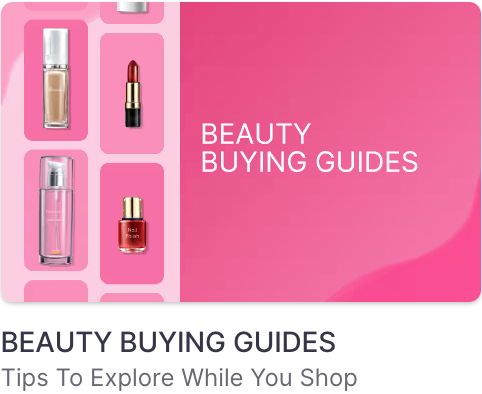 BEAUTY
BUYING GUIDES
BEAUTY BUYING GUIDES
Tips To Explore While You Shop